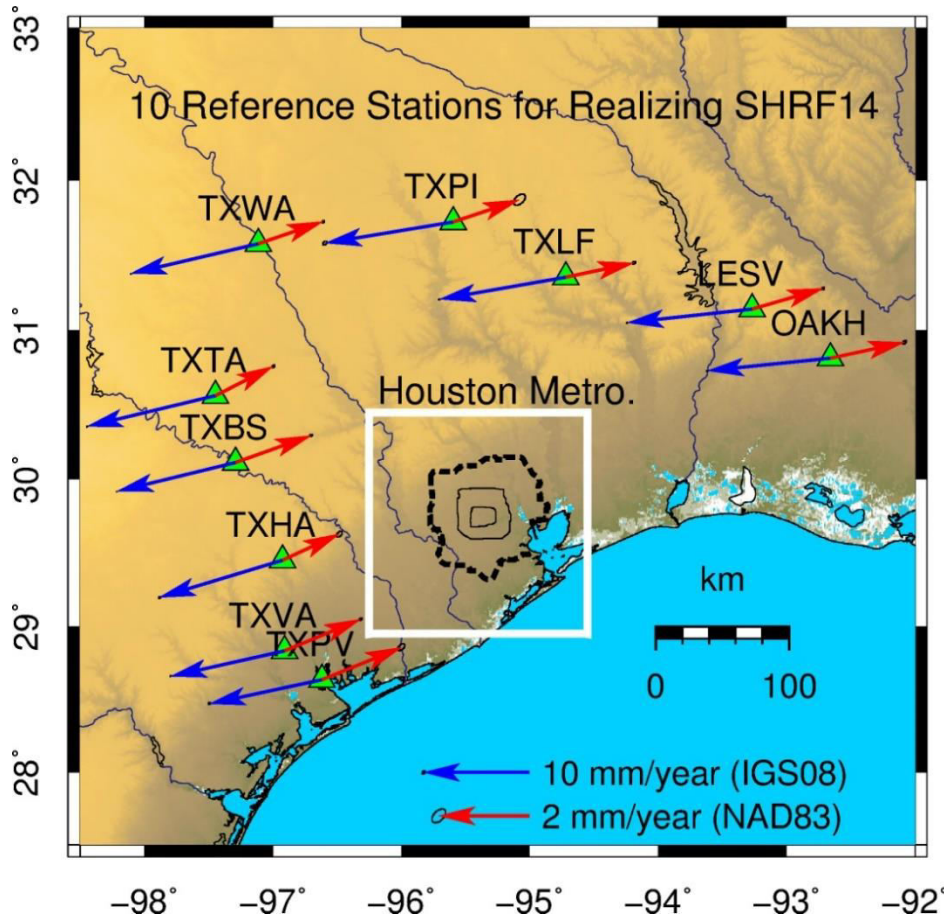 33°
10 Reference Stations for Realizing SHRF14
32°
TXPI
TXWA
TXLF
LESV
31°
OAKH
TXTA
Houston Metro.
TXBS
30°
TXHA
29°
TXVA
TXPV
km
0 100
28°
10 mm/year (IGS08)
2 mm/year (NAD83)
−98° −97° −96° −95° −94° −93° −92°